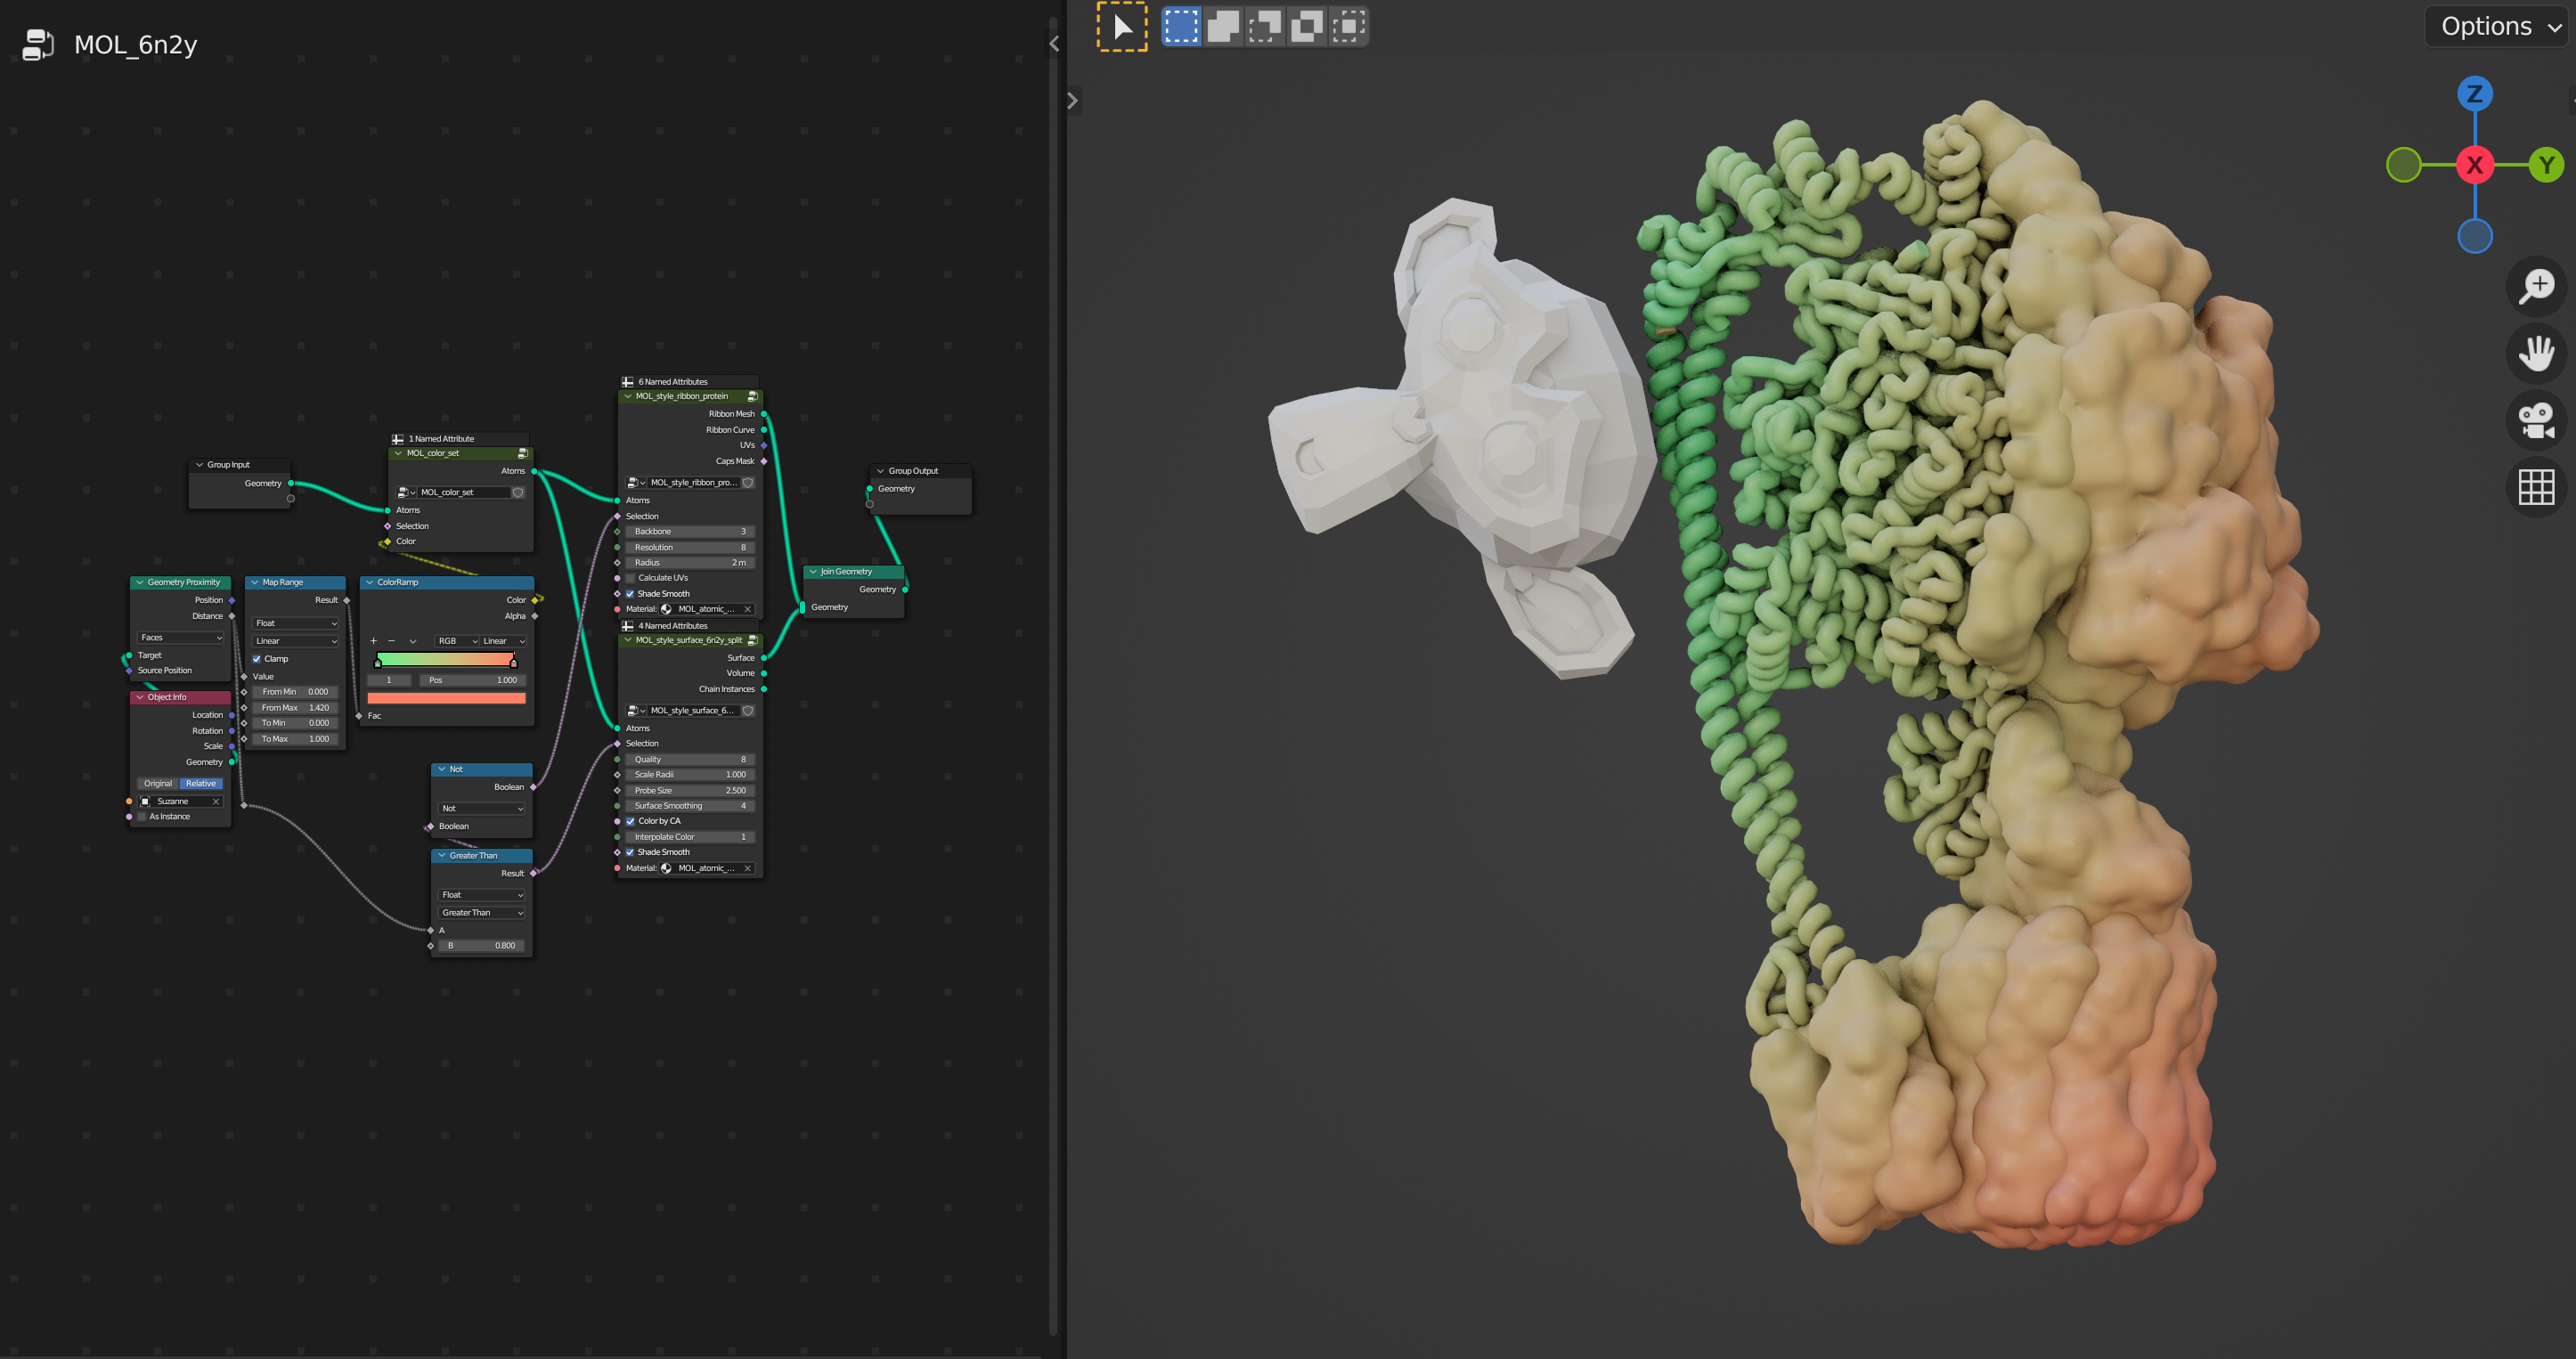 MOL_6n2y
Options
Z
X
Y
6 Named Attributes
MOL_style_ribbon_protein
Ribbon Mesh
Ribbon Curve
UVs
Caps Mask
MOL_style_ribbon_pro...
Atoms
Selection
Backbone 3
Resolution 8
Radius 2 m
Calculate UVs
Shade Smooth
Material: MOL_atomic_...
1 Named Attribute
MOL_color_set
Atoms
MOL_color_set
Atoms
Selection
Color
Group Input
Geometry
Group Output
Geometry
Join Geometry
Geometry
Geometry
Geometry Proximity
Position
Distance
Faces
Target
Source Position
Map Range
Result
Float
Linear
Clamp
Value
From Min 0.000
From Max 1.420
To Min 0.000
To Max 1.000
ColorRamp
Color
Alpha
+ − RGB Linear
1 Pos 1.000
Fac
Object Info
Location
Rotation
Scale
Geometry
Original Relative
Suzanne
As Instance
4 Named Attributes
MOL_style_surface_6n2y_split
Surface
Volume
Chain Instances
MOL_style_surface_6...
Atoms
Selection
Quality 8
Scale Radii 1.000
Probe Size 2.500
Surface Smoothing 4
Color by CA
Interpolate Color 1
Shade Smooth
Material: MOL_atomic_...
Not
Boolean
Not
Boolean
Greater Than
Result
Float
Greater Than
A
B 0.800